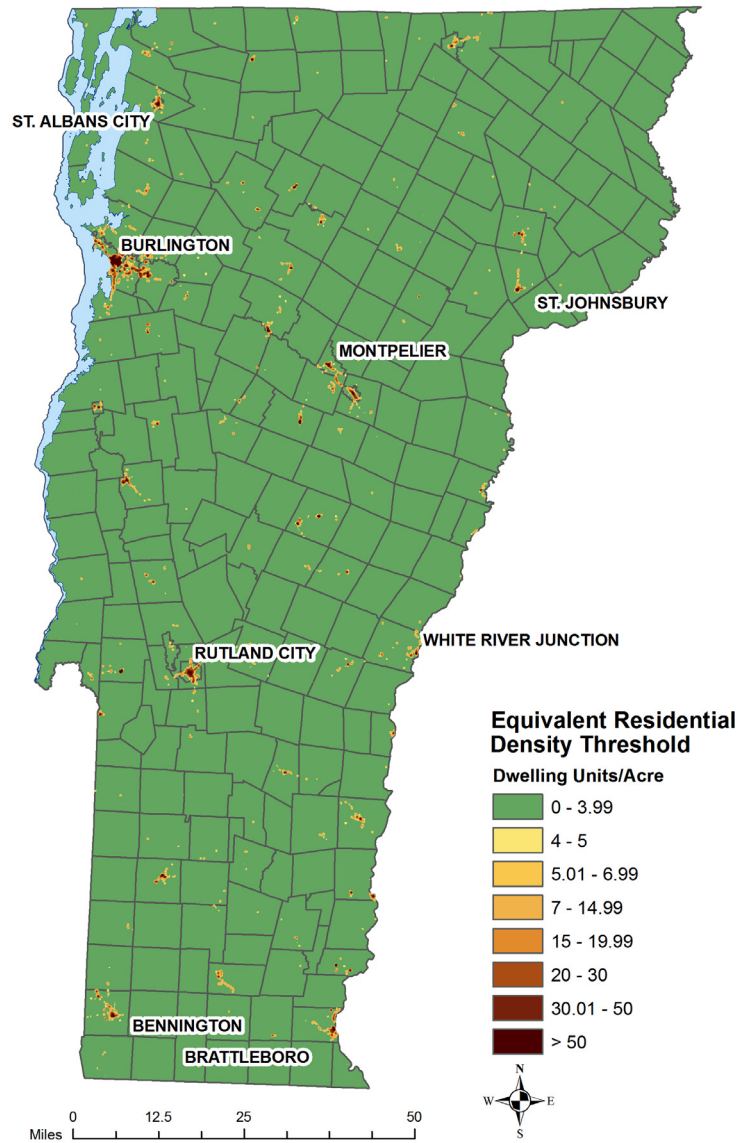 ST. ALBANS CITY
BURLINGTON
ST. JOHNSBURY
MONTPELIER
WHITE RIVER JUNCTION
RUTLAND CITY
Equivalent Residential
Density Threshold
Dwelling Units/Acre
0 - 3.99
4 - 5
5.01 - 6.99
7 - 14.99
15 - 19.99
20 - 30
30.01 - 50
> 50
BENNINGTON
BRATTLEBORO
N
W E
S
0 12.5 25 50
Miles